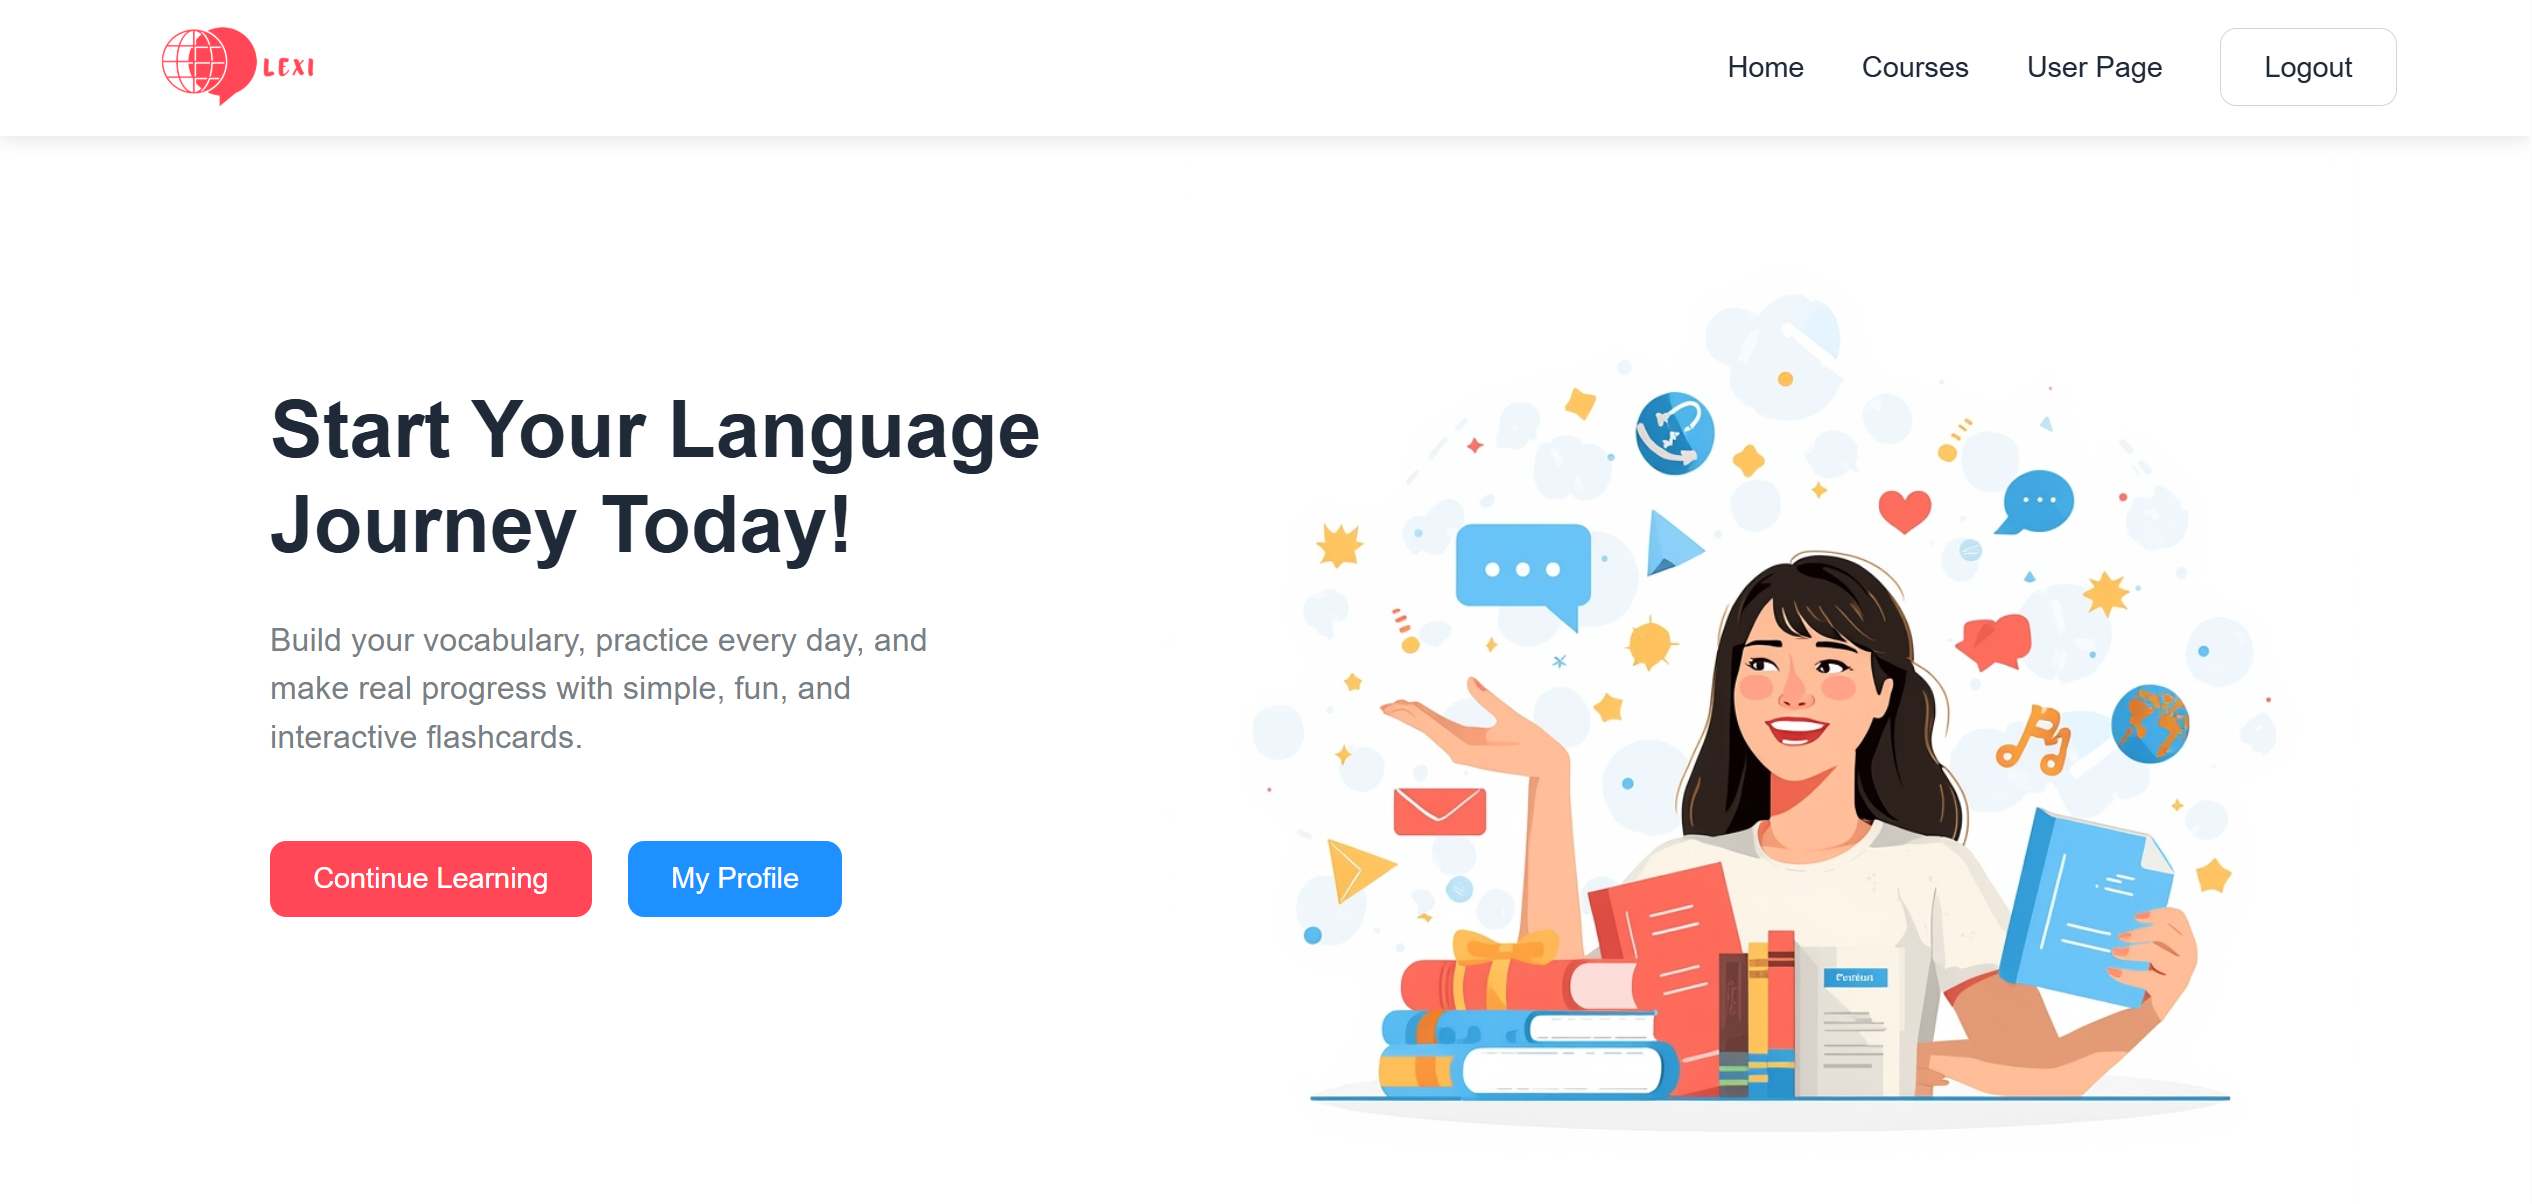 LEXI
Home
Courses
User Page
Logout
Start Your Language
Journey Today!
Build your vocabulary, practice every day, and
make real progress with simple, fun, and
interactive flashcards.
Continue Learning
My Profile